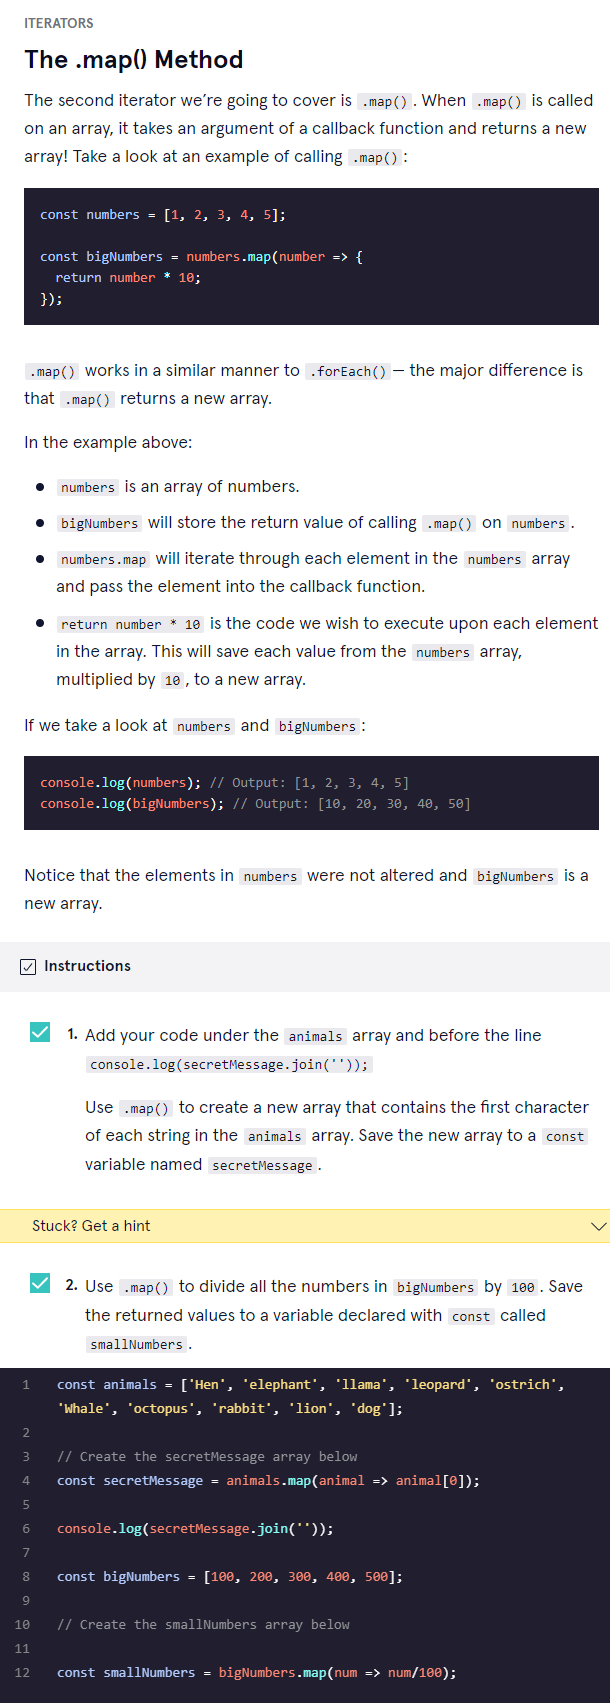 ITERATORS
The .map() Method
The second iterator we’re going to cover is .map() . When .map() is called
on an array, it takes an argument of a callback function and returns a new
array! Take a look at an example of calling .map() :
const numbers = [1, 2, 3, 4, 5];
const bigNumbers = numbers.map(number => {
  return number * 10;
});
.map() works in a similar manner to .forEach() — the major difference is
that .map() returns a new array.
In the example above:
● numbers is an array of numbers.
● bigNumbers will store the return value of calling .map() on numbers .
● numbers.map will iterate through each element in the numbers array
and pass the element into the callback function.
● return number * 10 is the code we wish to execute upon each element
in the array. This will save each value from the numbers array,
multiplied by 10 , to a new array.
If we take a look at numbers and bigNumbers :
console.log(numbers); // Output: [1, 2, 3, 4, 5]
console.log(bigNumbers); // Output: [10, 20, 30, 40, 50]
Notice that the elements in numbers were not altered and bigNumbers is a
new array.
Instructions
1. Add your code under the animals array and before the line
console.log(secretMessage.join(''));
Use .map() to create a new array that contains the first character
of each string in the animals array. Save the new array to a const
variable named secretMessage .
Stuck? Get a hint
2. Use .map() to divide all the numbers in bigNumbers by 100 . Save
the returned values to a variable declared with const called
smallNumbers .
1 const animals = ['Hen', 'elephant', 'llama', 'leopard', 'ostrich',
'Whale', 'octopus', 'rabbit', 'lion', 'dog'];
2
3 // Create the secretMessage array below
4 const secretMessage = animals.map(animal => animal[0]);
5
6 console.log(secretMessage.join(''));
7
8 const bigNumbers = [100, 200, 300, 400, 500];
9
10 // Create the smallNumbers array below
11
12 const smallNumbers = bigNumbers.map(num => num/100);